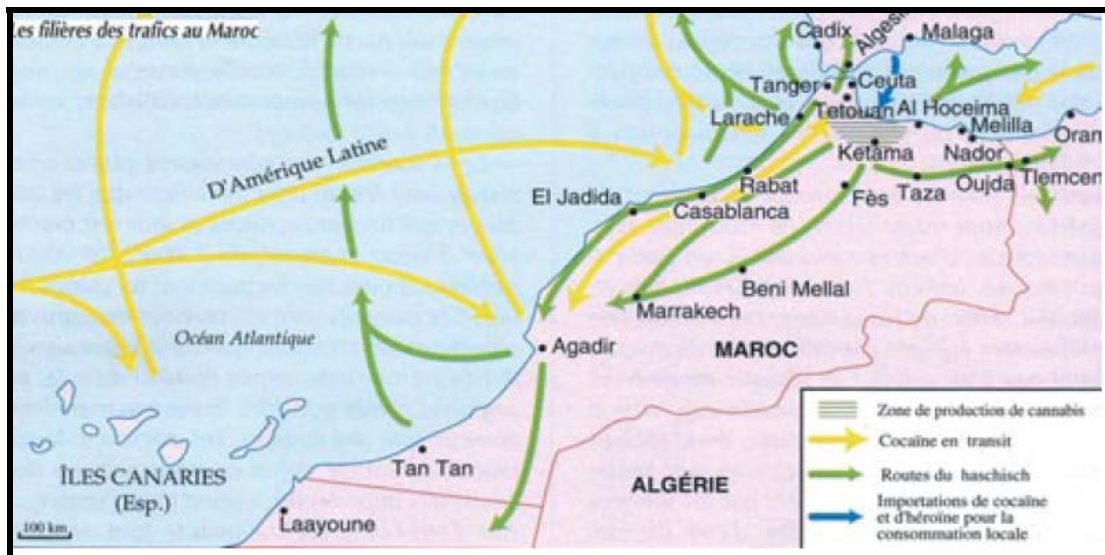 Les filières des trafics au Maroc
Cadix
Malaga
Tanger
Ceuta
Larache
Tetouan
Al Hoceima
Melilla
Oran
Ketama
Nador
D'Amérique Latine
Rabat
Oujda
Tlemcen
El Jadida
Casablanca
Fès
Taza
Beni Mellal
Marrakech
Océan Atlantique
Agadir
MAROC
Zone de production de cannabis
Cocaïne en transit
Tan Tan
ALGÉRIE
Routes du haschisch
ÎLES CANARIES
(Esp.)
Importations de cocaïne
et d'héroïne pour la
consommation locale
Laayoune
100 km